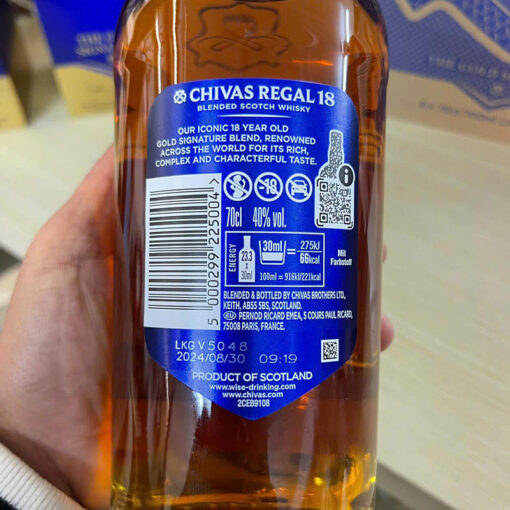 CHIVAS REGAL 18
BLENDED SCOTCH WHISKY
OUR ICONIC 18 YEAR OLD
GOLD SIGNATURE BLEND, RENOWNED
ACROSS THE WORLD FOR ITS RICH,
COMPLEX AND CHARACTERFUL TASTE.
-18
i
70cl 40% vol.
ENERGY
23.3
x
30ml
30ml = 275kJ
66kcal
100ml = 916kJ/221kcal
Mit
Farbstoff
5 000299 225004 >
BLENDED & BOTTLED BY CHIVAS BROTHERS LTD.,
KEITH, AB55 5BS, SCOTLAND.
EU PERNOD RICARD EMEA, 5 COURS PAUL RICARD,
75008 PARIS, FRANCE.
LKG V 5048
2024/08/30 09:19
PRODUCT OF SCOTLAND
www.wise-drinking.com
www.chivas.com
2CEB9108